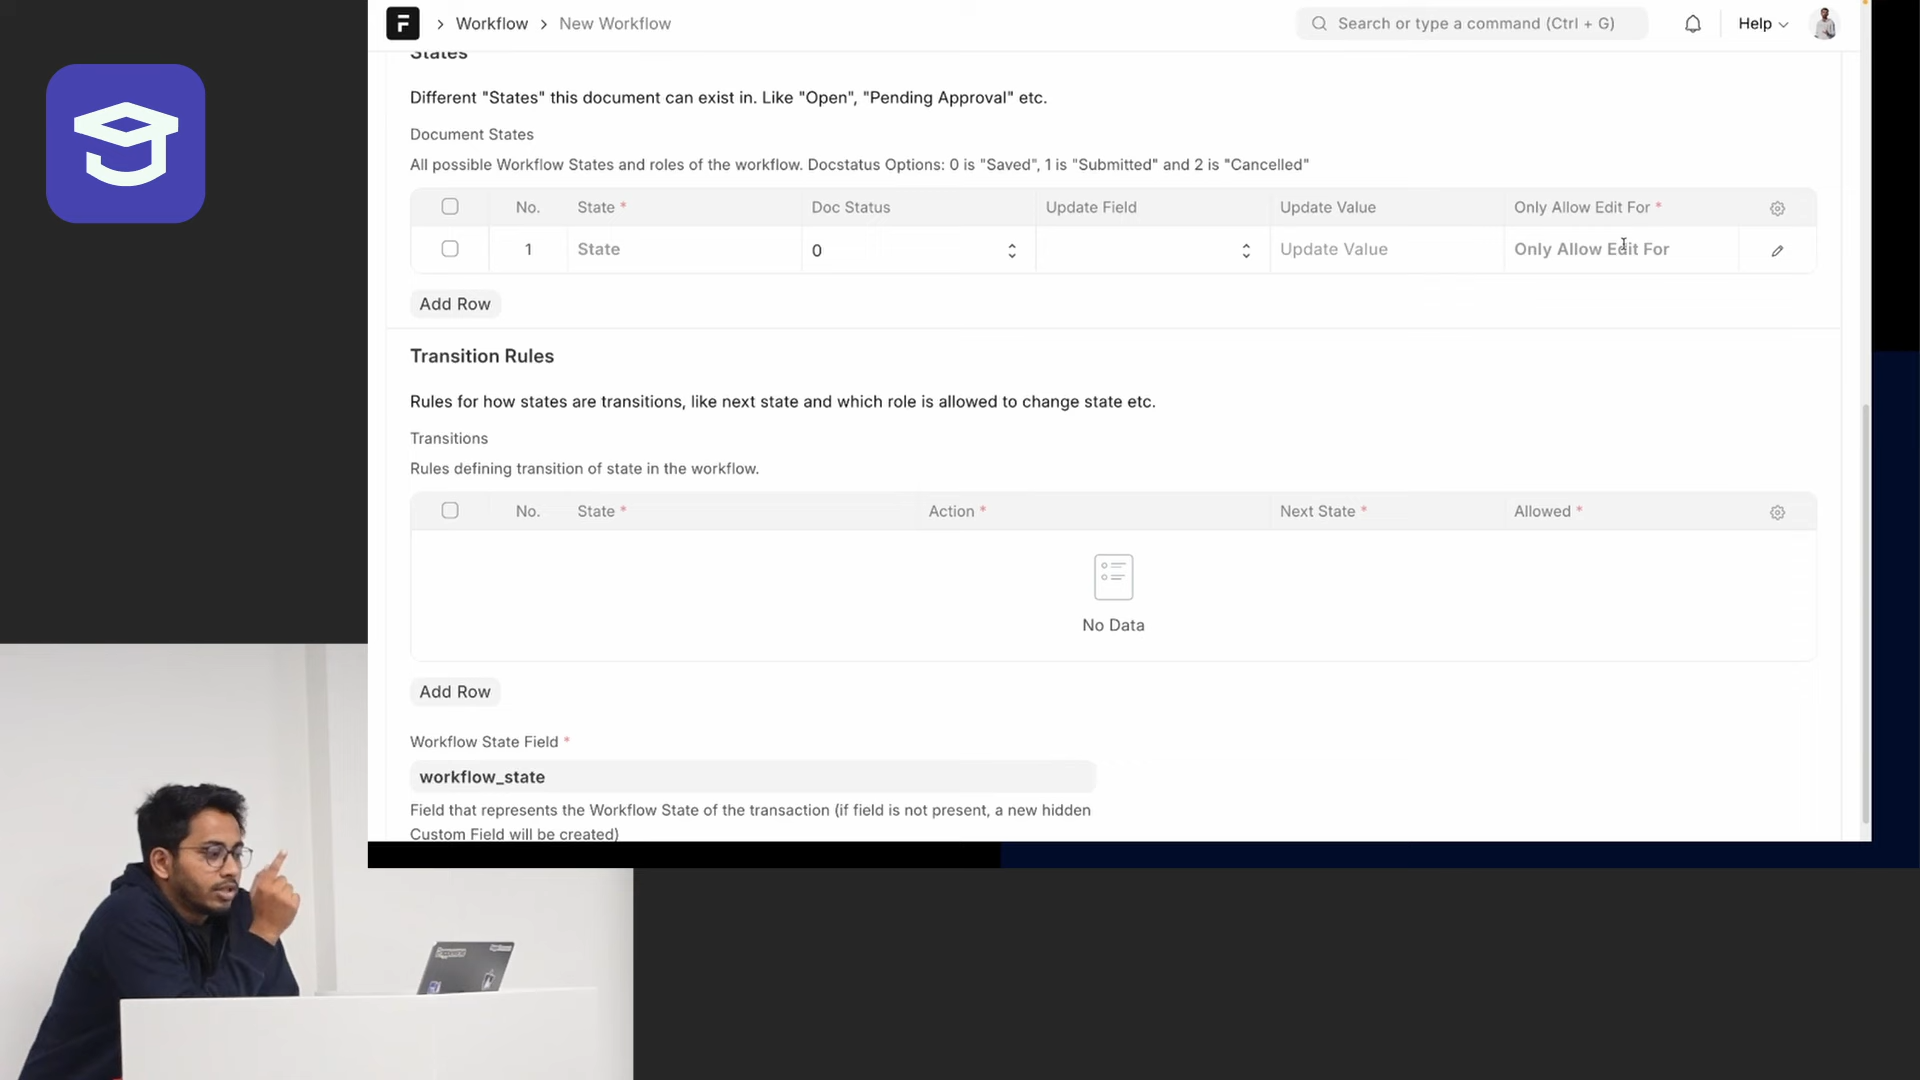 F
Workflow
New Workflow
Search or type a command (Ctrl + G)
Help
States
Different "States" this document can exist in. Like "Open", "Pending Approval" etc.
Document States
All possible Workflow States and roles of the workflow. Docstatus Options: 0 is "Saved", 1 is "Submitted" and 2 is "Cancelled"
No. State * Doc Status Update Field Update Value Only Allow Edit For *
1 State 0 Update Value Only Allow Edit For
Add Row
Transition Rules
Rules for how states are transitions, like next state and which role is allowed to change state etc.
Transitions
Rules defining transition of state in the workflow.
No. State * Action * Next State * Allowed *
No Data
Add Row
Workflow State Field *
workflow_state
Field that represents the Workflow State of the transaction (if field is not present, a new hidden
Custom Field will be created)